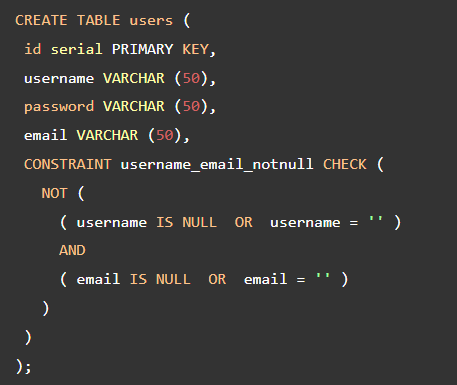 CREATE TABLE users (
id serial PRIMARY KEY,
username VARCHAR (50),
password VARCHAR (50),
email VARCHAR (50),
CONSTRAINT username_email_notnull CHECK (
NOT (
( username IS NULL OR username = '' )
AND
( email IS NULL OR email = '' )
)
)
);